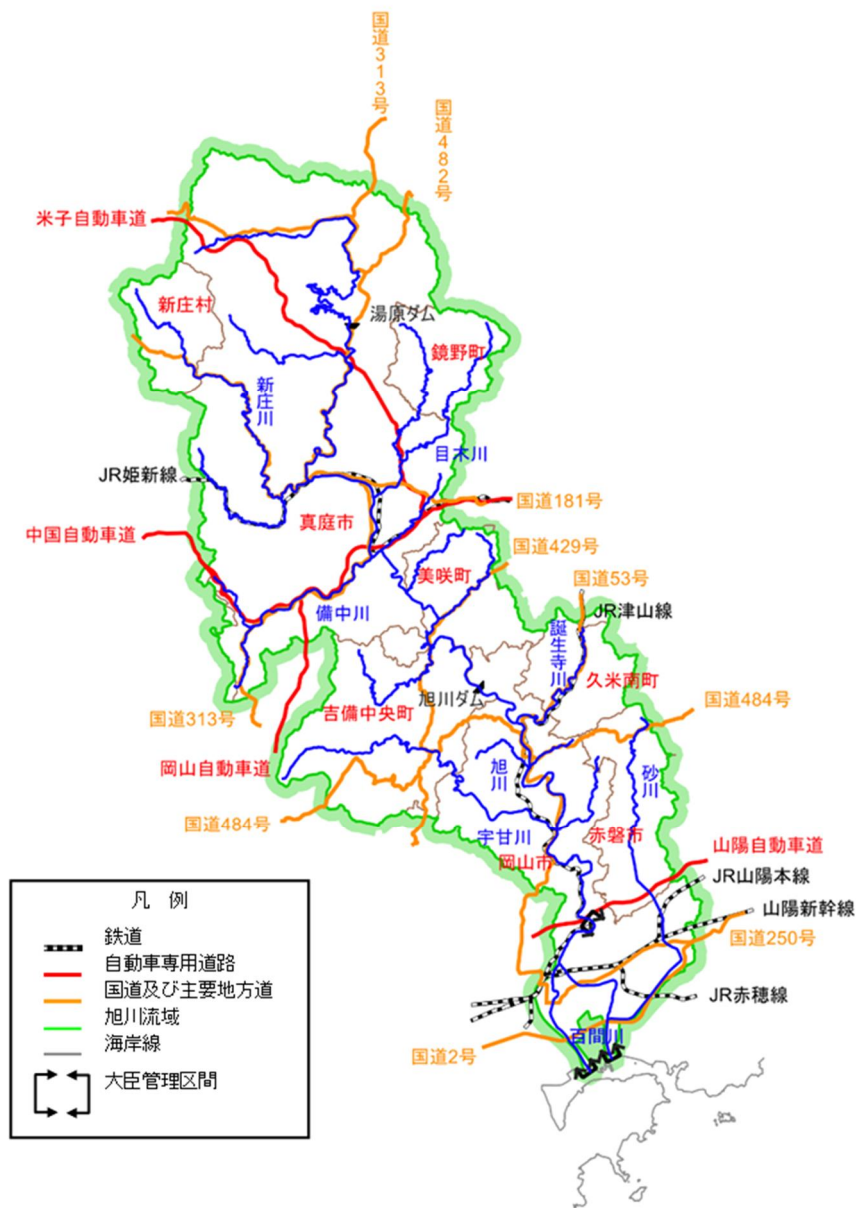 国道313号
国道482号
米子自動車道
新庄村
湯原ダム
鏡野町
新庄川
目木川
JR姫新線
国道181号
真庭市
中国自動車道
国道429号
美咲町
国道53号
備中川
JR津山線
誕生寺川
久米南町
旭川ダム
国道484号
国道313号
吉備中央町
岡山自動車道
旭川
砂川
国道484号
宇甘川
赤磐市
岡山市
山陽自動車道
JR山陽本線
山陽新幹線
国道250号
JR赤穂線
百間川
国道2号
凡 例
鉄道
自動車専用道路
国道及び主要地方道
旭川流域
海岸線
大臣管理区間